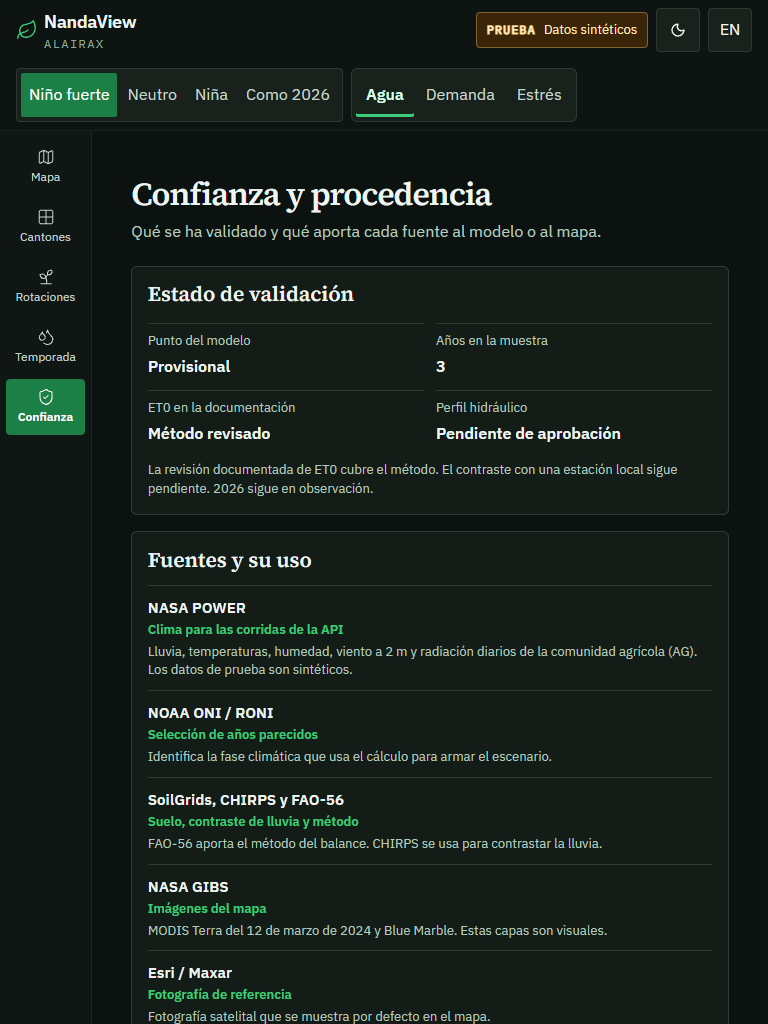 NandaView
ALAIRAX
PRUEBA Datos sintéticos
EN
Niño fuerte Neutro Niña Como 2026
Agua Demanda Estrés
Mapa
Cantones
Rotaciones
Temporada
Confianza
Confianza y procedencia
Qué se ha validado y qué aporta cada fuente al modelo o al mapa.
Estado de validación
Punto del modelo
Provisional
Años en la muestra
3
ET0 en la documentación
Método revisado
Perfil hidráulico
Pendiente de aprobación
La revisión documentada de ET0 cubre el método. El contraste con una estación local sigue
pendiente. 2026 sigue en observación.
Fuentes y su uso
NASA POWER
Clima para las corridas de la API
Lluvia, temperaturas, humedad, viento a 2 m y radiación diarios de la comunidad agrícola (AG).
Los datos de prueba son sintéticos.
NOAA ONI / RONI
Selección de años parecidos
Identifica la fase climática que usa el cálculo para armar el escenario.
SoilGrids, CHIRPS y FAO-56
Suelo, contraste de lluvia y método
FAO-56 aporta el método del balance. CHIRPS se usa para contrastar la lluvia.
NASA GIBS
Imágenes del mapa
MODIS Terra del 12 de marzo de 2024 y Blue Marble. Estas capas son visuales.
Esri / Maxar
Fotografía de referencia
Fotografía satelital que se muestra por defecto en el mapa.